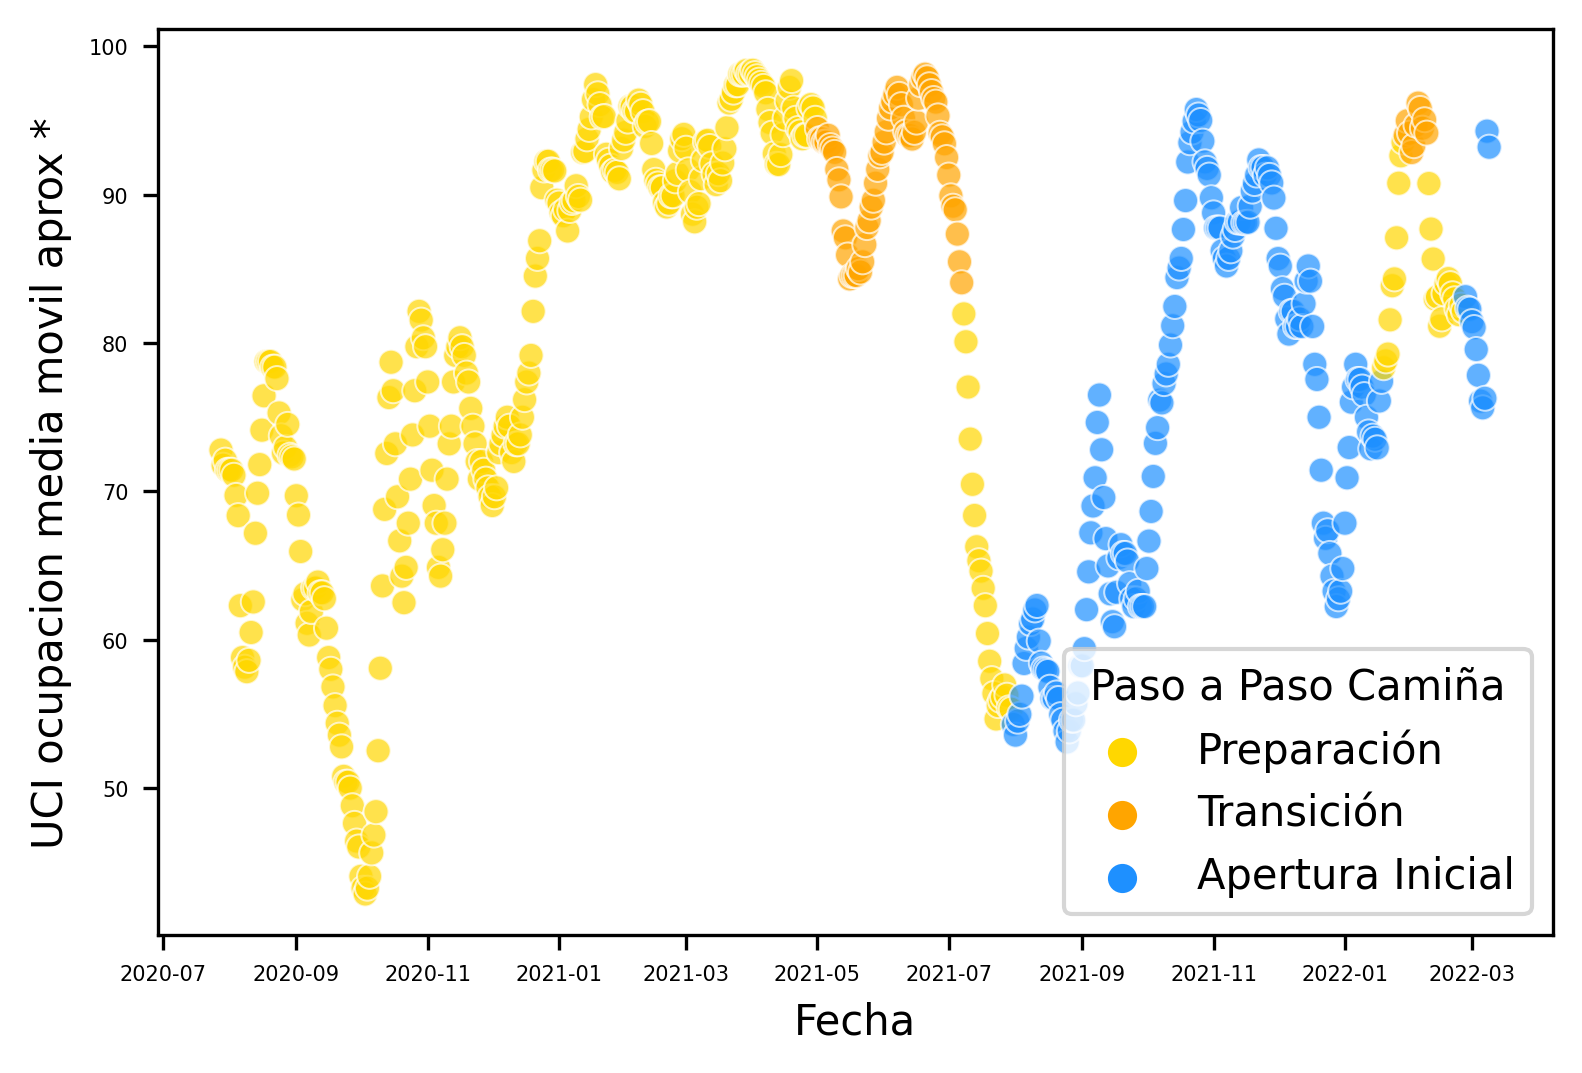 UCI ocupacion media movil aprox *
100
90
80
70
60
50
2020-07 2020-09 2020-11 2021-01 2021-03 2021-05 2021-07 2021-09 2021-11 2022-01 2022-03
Fecha
Paso a Paso Camiña
Preparación
Transición
Apertura Inicial